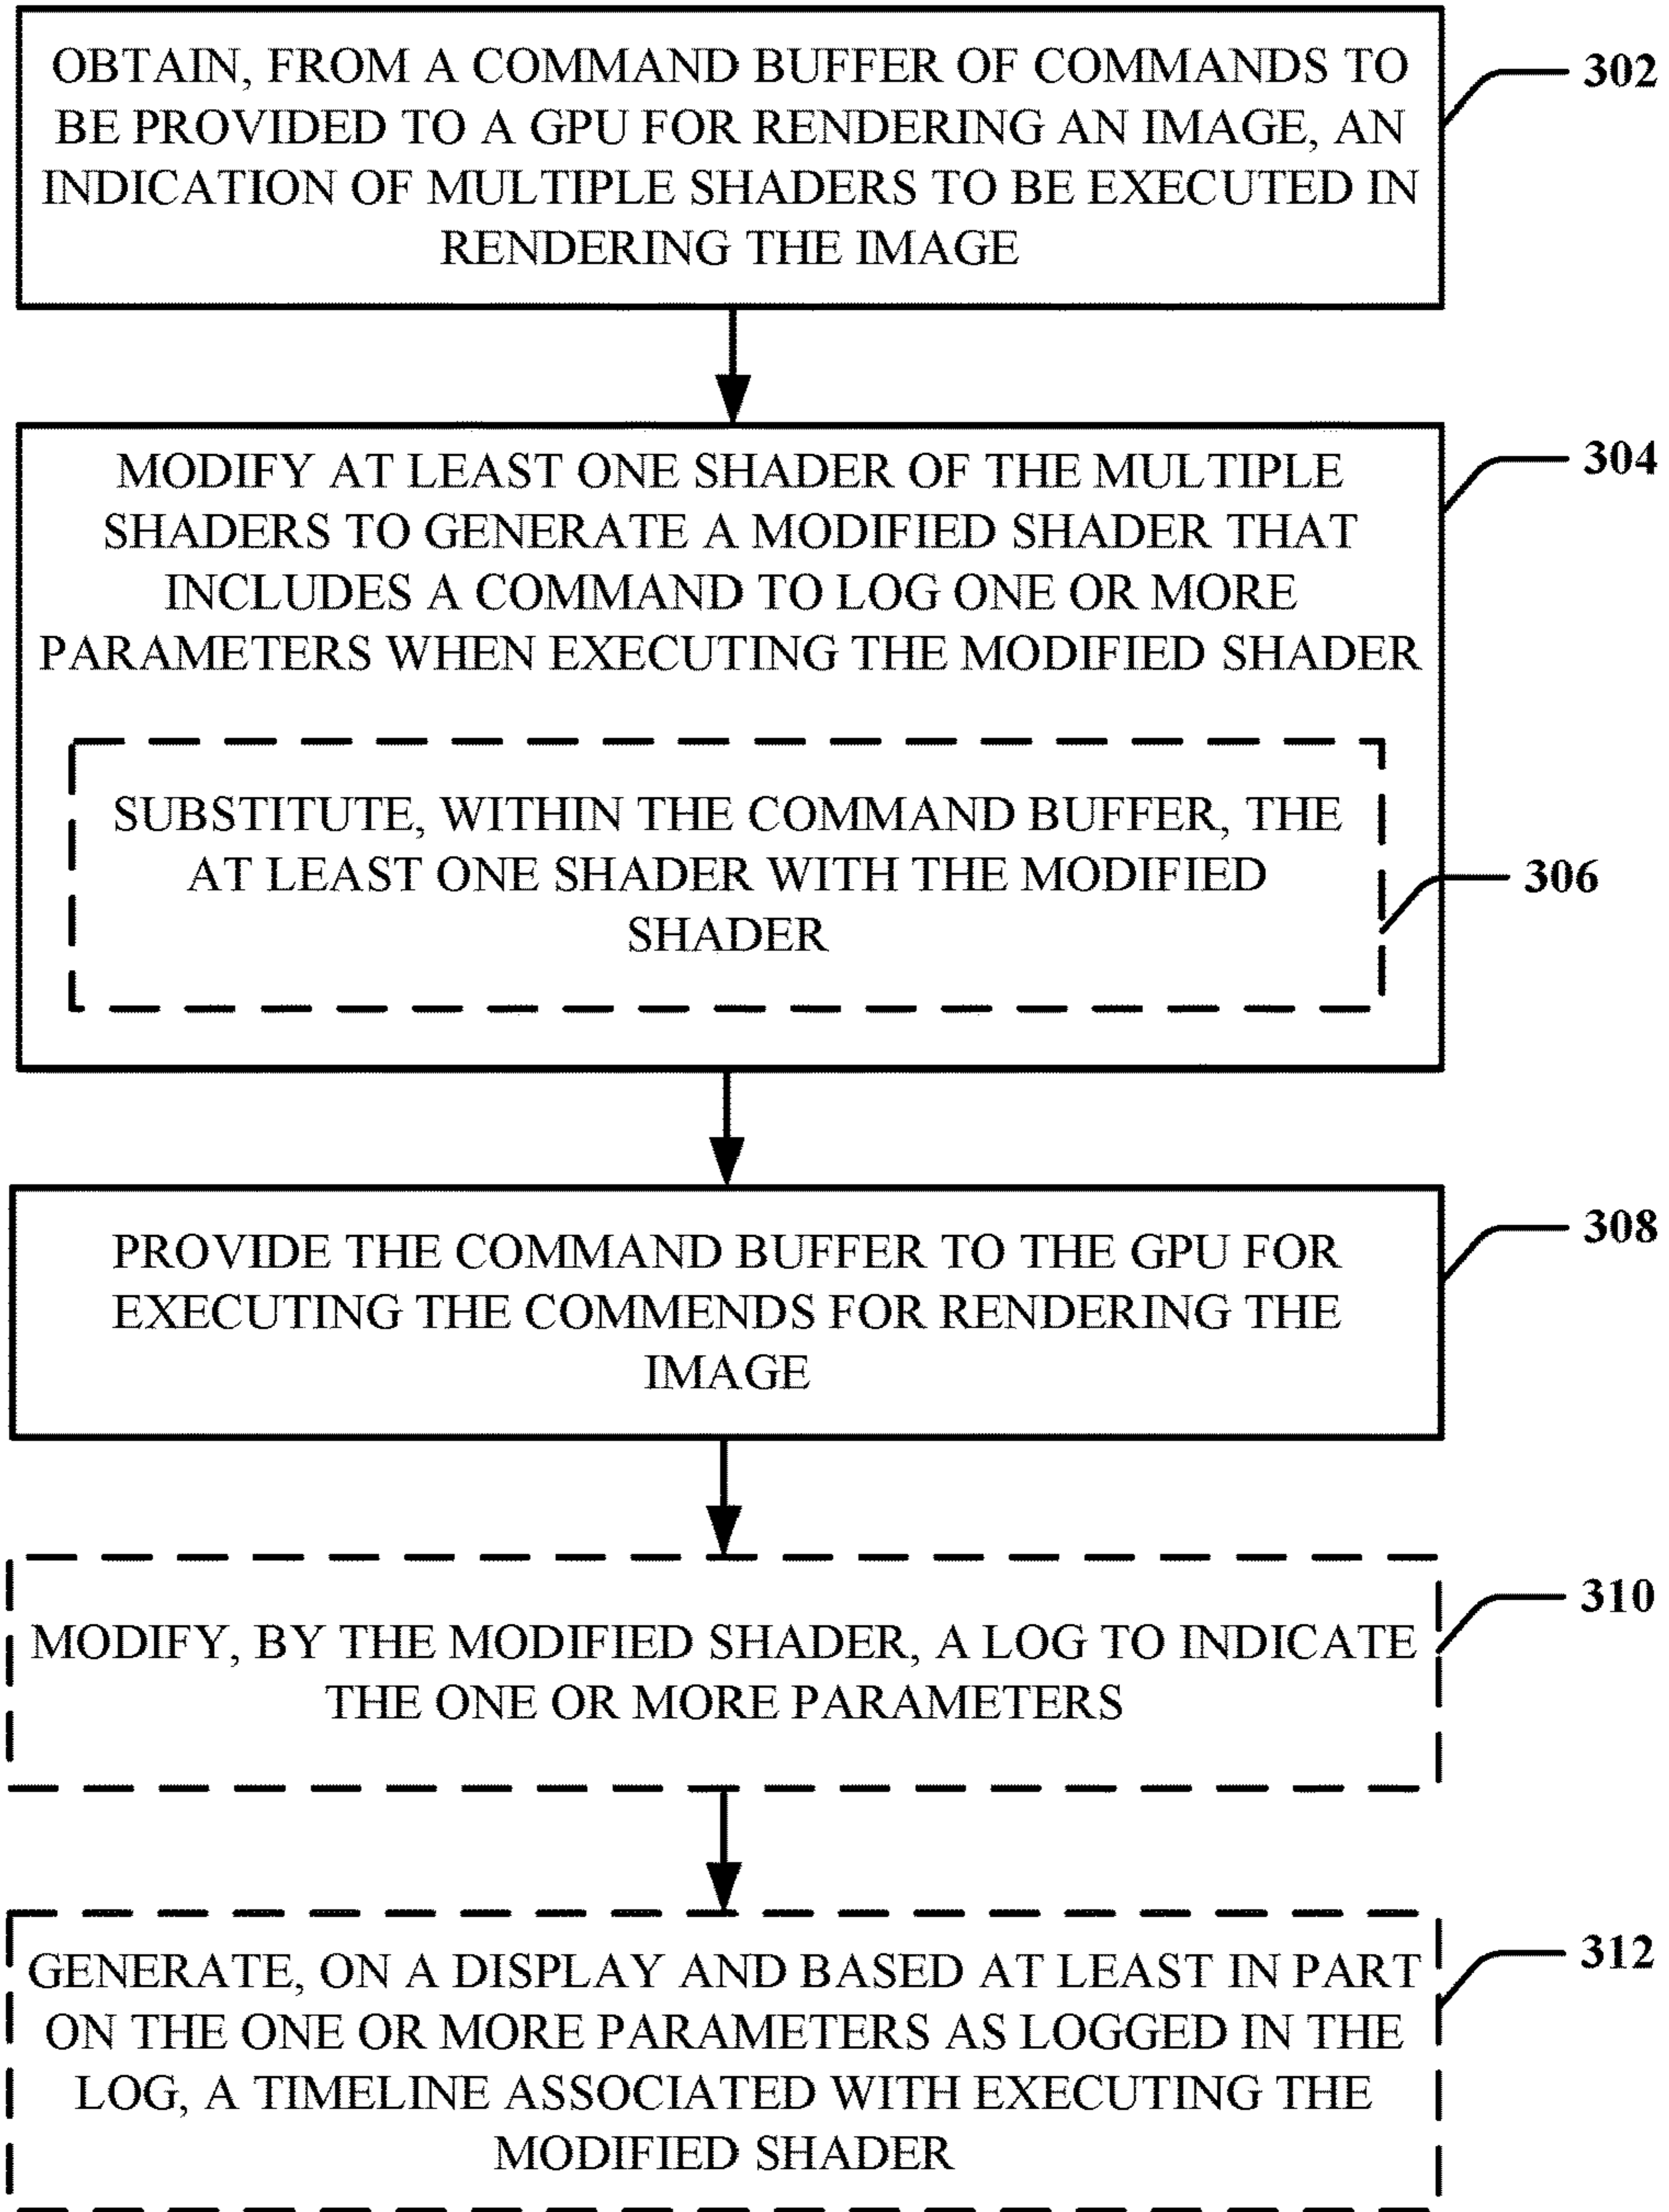 OBTAIN, FROM A COMMAND BUFFER OF COMMANDS TO
BE PROVIDED TO A GPU FOR RENDERING AN IMAGE, AN
INDICATION OF MULTIPLE SHADERS TO BE EXECUTED IN
RENDERING THE IMAGE
302
MODIFY AT LEAST ONE SHADER OF THE MULTIPLE
SHADERS TO GENERATE A MODIFIED SHADER THAT
INCLUDES A COMMAND TO LOG ONE OR MORE
PARAMETERS WHEN EXECUTING THE MODIFIED SHADER
304
SUBSTITUTE, WITHIN THE COMMAND BUFFER, THE
AT LEAST ONE SHADER WITH THE MODIFIED
SHADER
306
PROVIDE THE COMMAND BUFFER TO THE GPU FOR
EXECUTING THE COMMENDS FOR RENDERING THE
IMAGE
308
MODIFY, BY THE MODIFIED SHADER, A LOG TO INDICATE
THE ONE OR MORE PARAMETERS
310
GENERATE, ON A DISPLAY AND BASED AT LEAST IN PART
ON THE ONE OR MORE PARAMETERS AS LOGGED IN THE
LOG, A TIMELINE ASSOCIATED WITH EXECUTING THE
MODIFIED SHADER
312